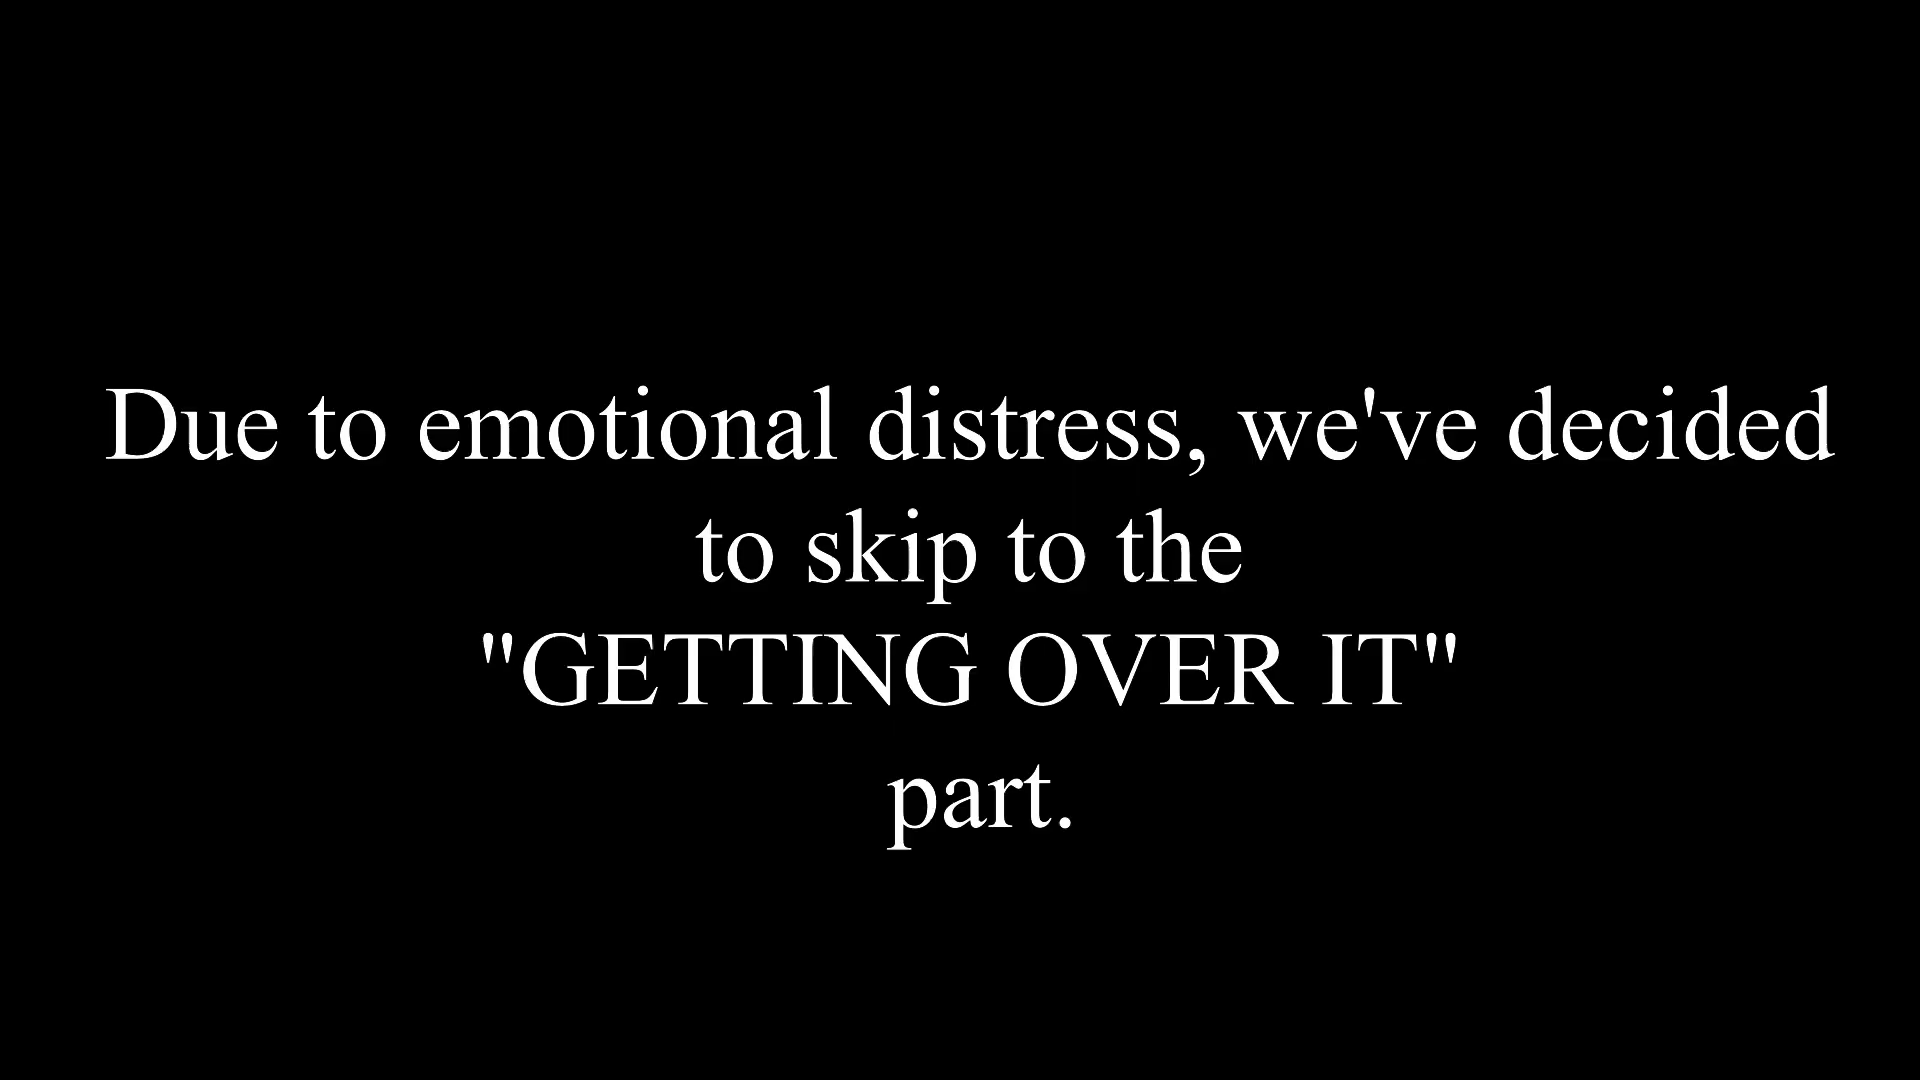 Due to emotional distress, we've decided
to skip to the
"GETTING OVER IT"
part.